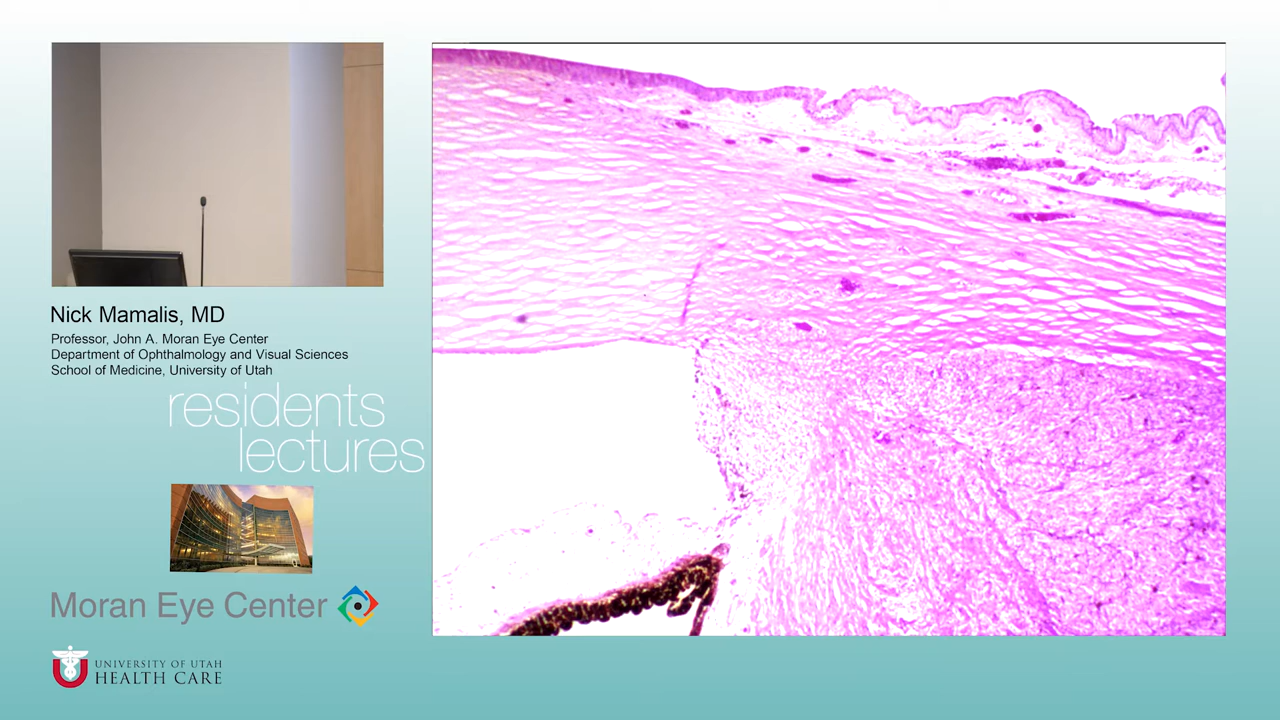 Nick Mamalis, MD
Professor, John A. Moran Eye Center
Department of Ophthalmology and Visual Sciences
School of Medicine, University of Utah
residents
lectures
Moran Eye Center
UNIVERSITY OF UTAH
HEALTH CARE